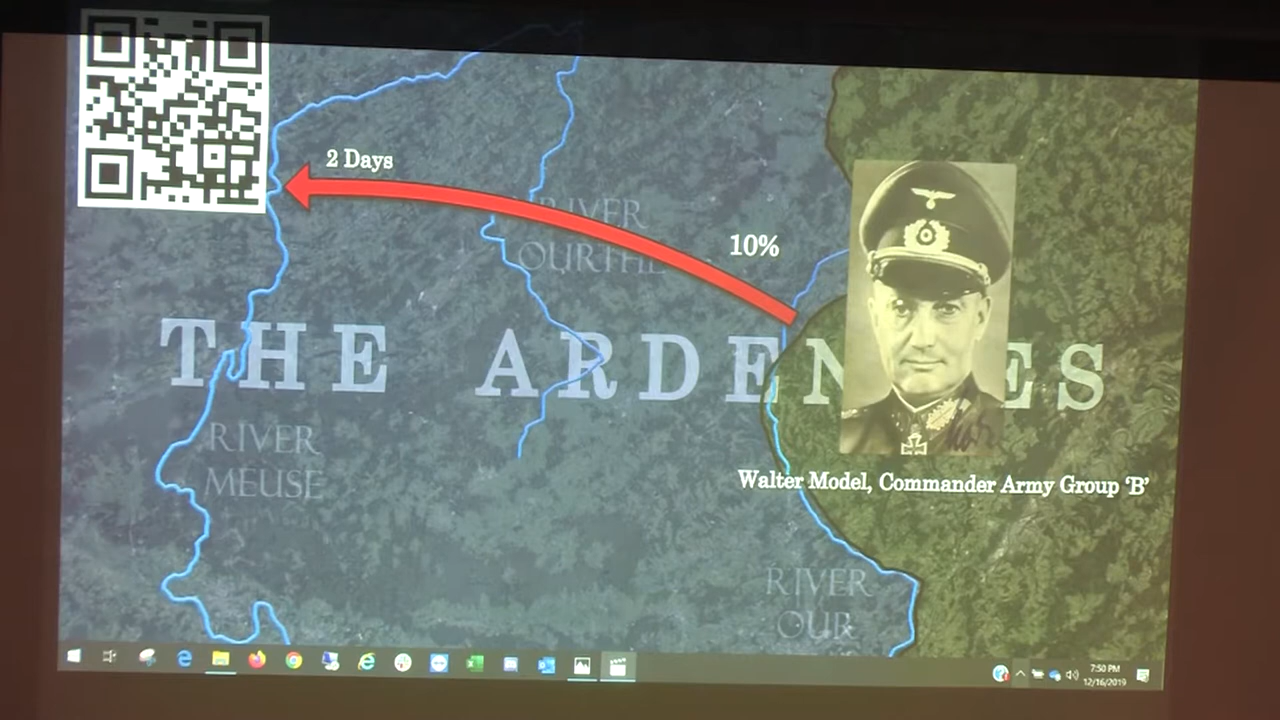 2 Days
10%
RIVER
OURTHE
THE ARDENNES
RIVER
MEUSE
Walter Model, Commander Army Group ‘B’
RIVER
OUR
7:50 PM
12/16/2019